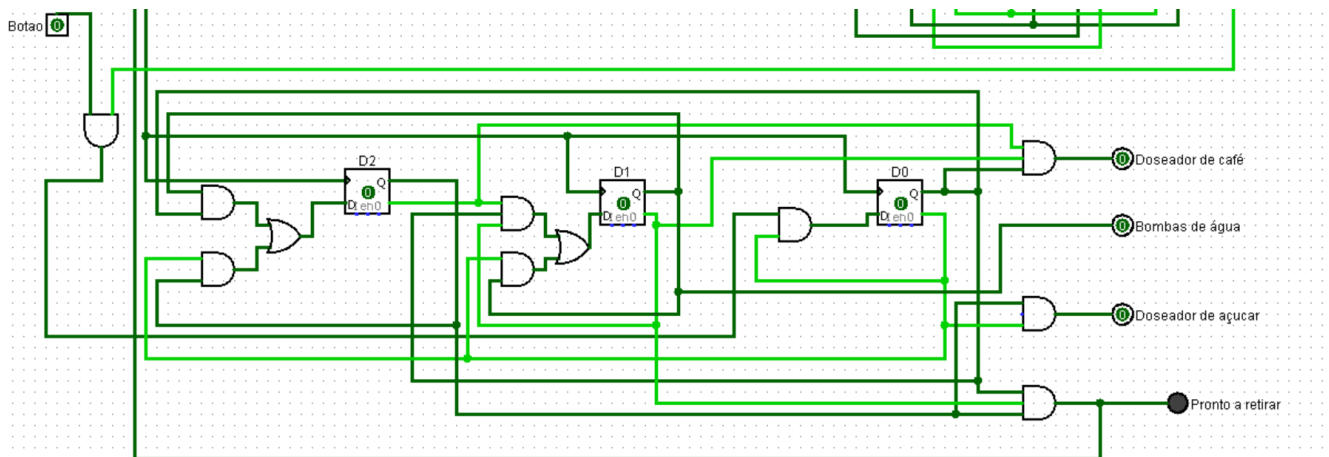 Botao 0
D2
Q
0
D en0
D1
Q
0
D en0
D0
Q
0
D en0
0 Doseador de café
0 Bombas de água
0 Doseador de açucar
Pronto a retirar